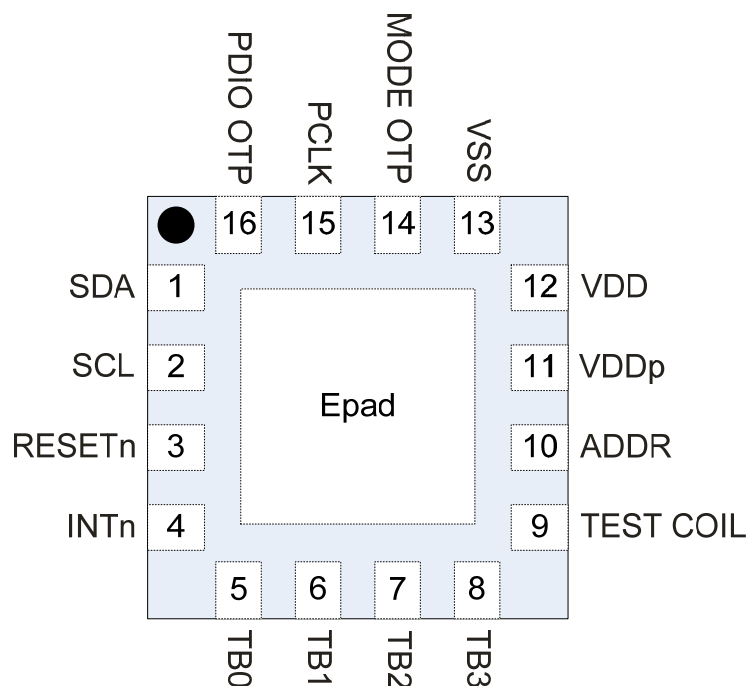 PDIO OTP
PCLK
MODE OTP
VSS
16
15
14
13
SDA
1
12
VDD
SCL
2
11
VDDp
Epad
RESETn
3
10
ADDR
INTn
4
9
TEST COIL
5
6
7
8
TB0
TB1
TB2
TB3